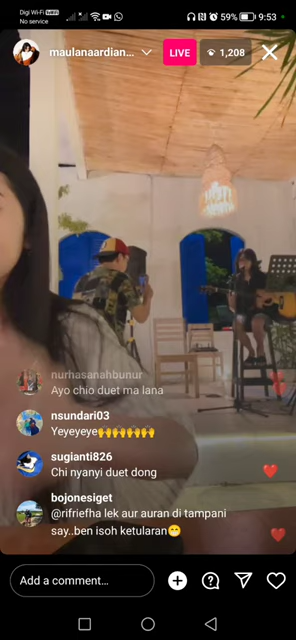 Digi Wi-Fi VoWiFi
No service
59% 9:53
maulanaardian... LIVE 1,208
nurhasanahbunur
Ayo chio duet ma lana
nsundari03
Yeyeyeye🙌🙌🙌🙌
sugianti826
Chi nyanyi duet dong
bojonesiget
@rifriefha lek aur auran di tampani
say..ben isoh ketularan😁
Add a comment...